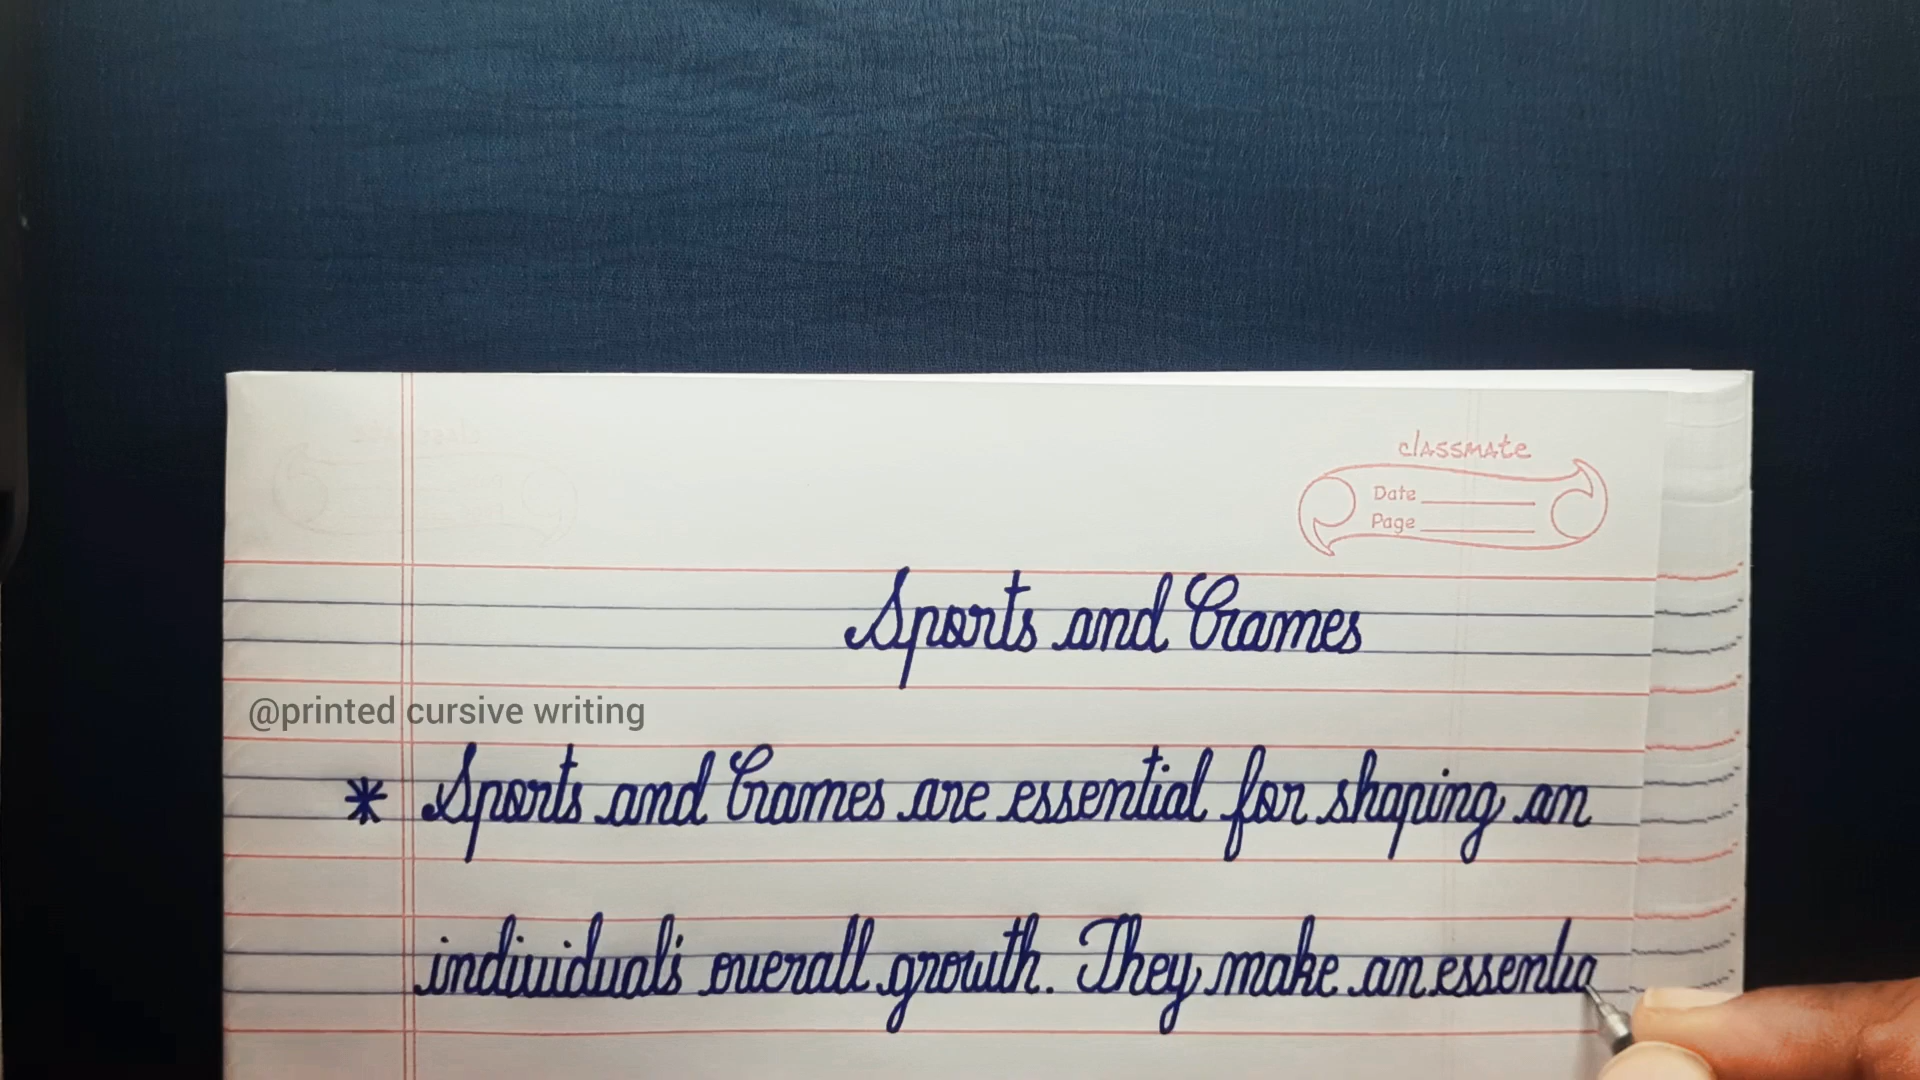 classmate
Date
Page
Sports and Games
@printed cursive writing
* Sports and Games are essential for shaping an
individual's overall growth. They make an essentia